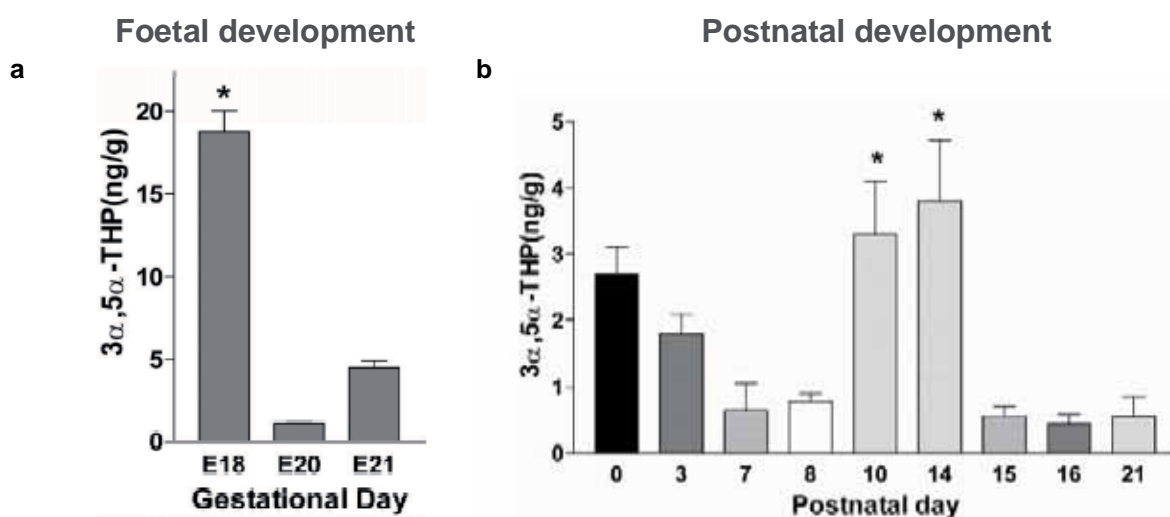 Foetal development
Postnatal development
a
b
3α,5α-THP(ng/g)
20
15
10
5
0
*
E18 E20 E21
Gestational Day
3α,5α-THP(ng/g)
5
4
3
2
1
0
* *
0 3 7 8 10 14 15 16 21
Postnatal day